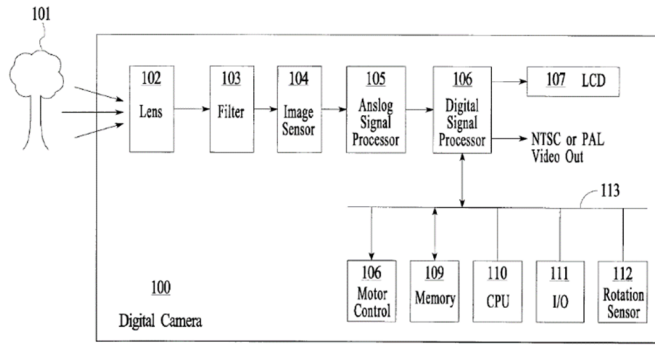 101
102
Lens
103
Filter
104
Image
Sensor
105
Anslog
Signal
Processor
106
Digital
Signal
Processor
107 LCD
NTSC or PAL
Video Out
113
106
Motor
Control
109
Memory
110
CPU
111
I/O
112
Rotation
Sensor
100
Digital Camera